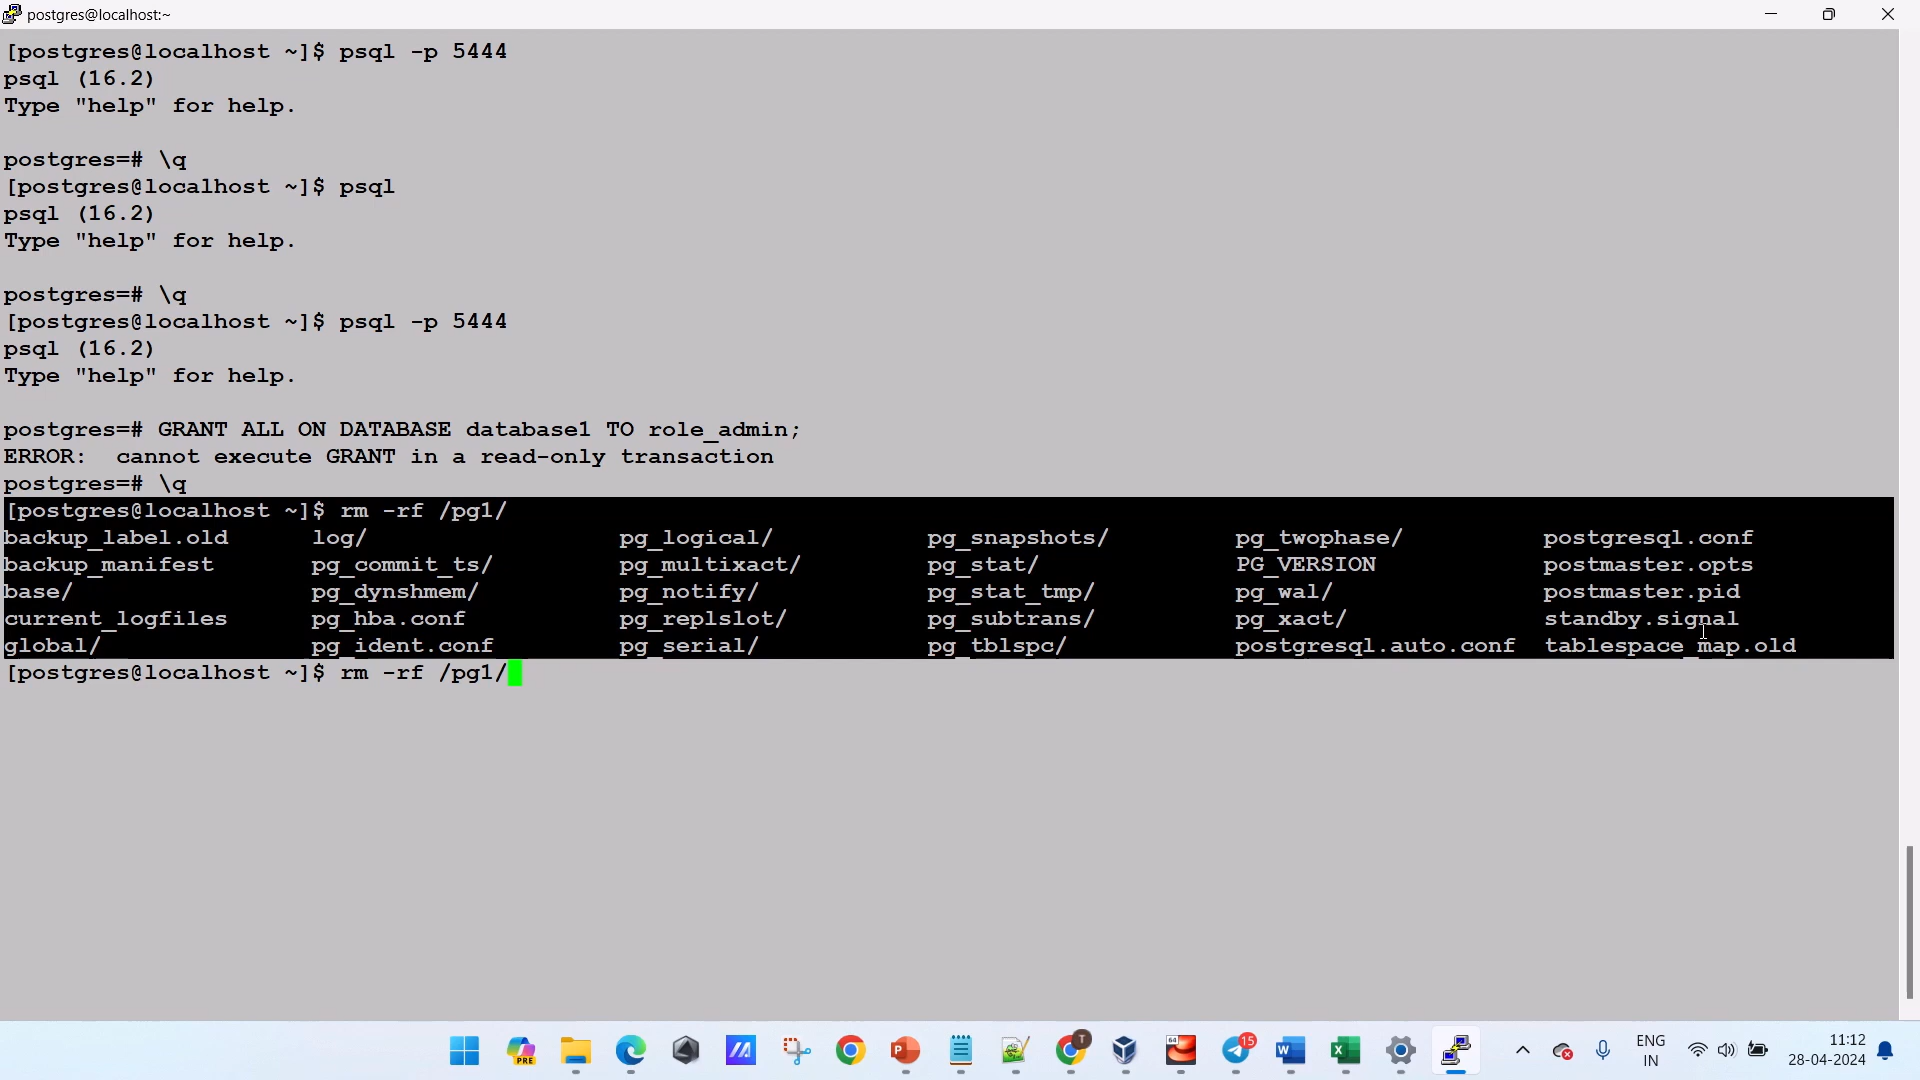 postgres@localhost:~
[postgres@localhost ~]$ psql -p 5444
psql (16.2)
Type "help" for help.
postgres=# \q
[postgres@localhost ~]$ psql
psql (16.2)
Type "help" for help.
postgres=# \q
[postgres@localhost ~]$ psql -p 5444
psql (16.2)
Type "help" for help.
postgres=# GRANT ALL ON DATABASE database1 TO role_admin;
ERROR:  cannot execute GRANT in a read-only transaction
postgres=# \q
[postgres@localhost ~]$ rm -rf /pg1/
backup_label.old log/ pg_logical/ pg_snapshots/ pg_twophase/ postgresql.conf
backup_manifest pg_commit_ts/ pg_multixact/ pg_stat/ PG_VERSION postmaster.opts
base/ pg_dynshmem/ pg_notify/ pg_stat_tmp/ pg_wal/ postmaster.pid
current_logfiles pg_hba.conf pg_replslot/ pg_subtrans/ pg_xact/ standby.signal
global/ pg_ident.conf pg_serial/ pg_tblspc/ postgresql.auto.conf tablespace_map.old
[postgres@localhost ~]$ rm -rf /pg1/
PRE
P
T
64
15
W
X
ENG
IN
11:12
28-04-2024